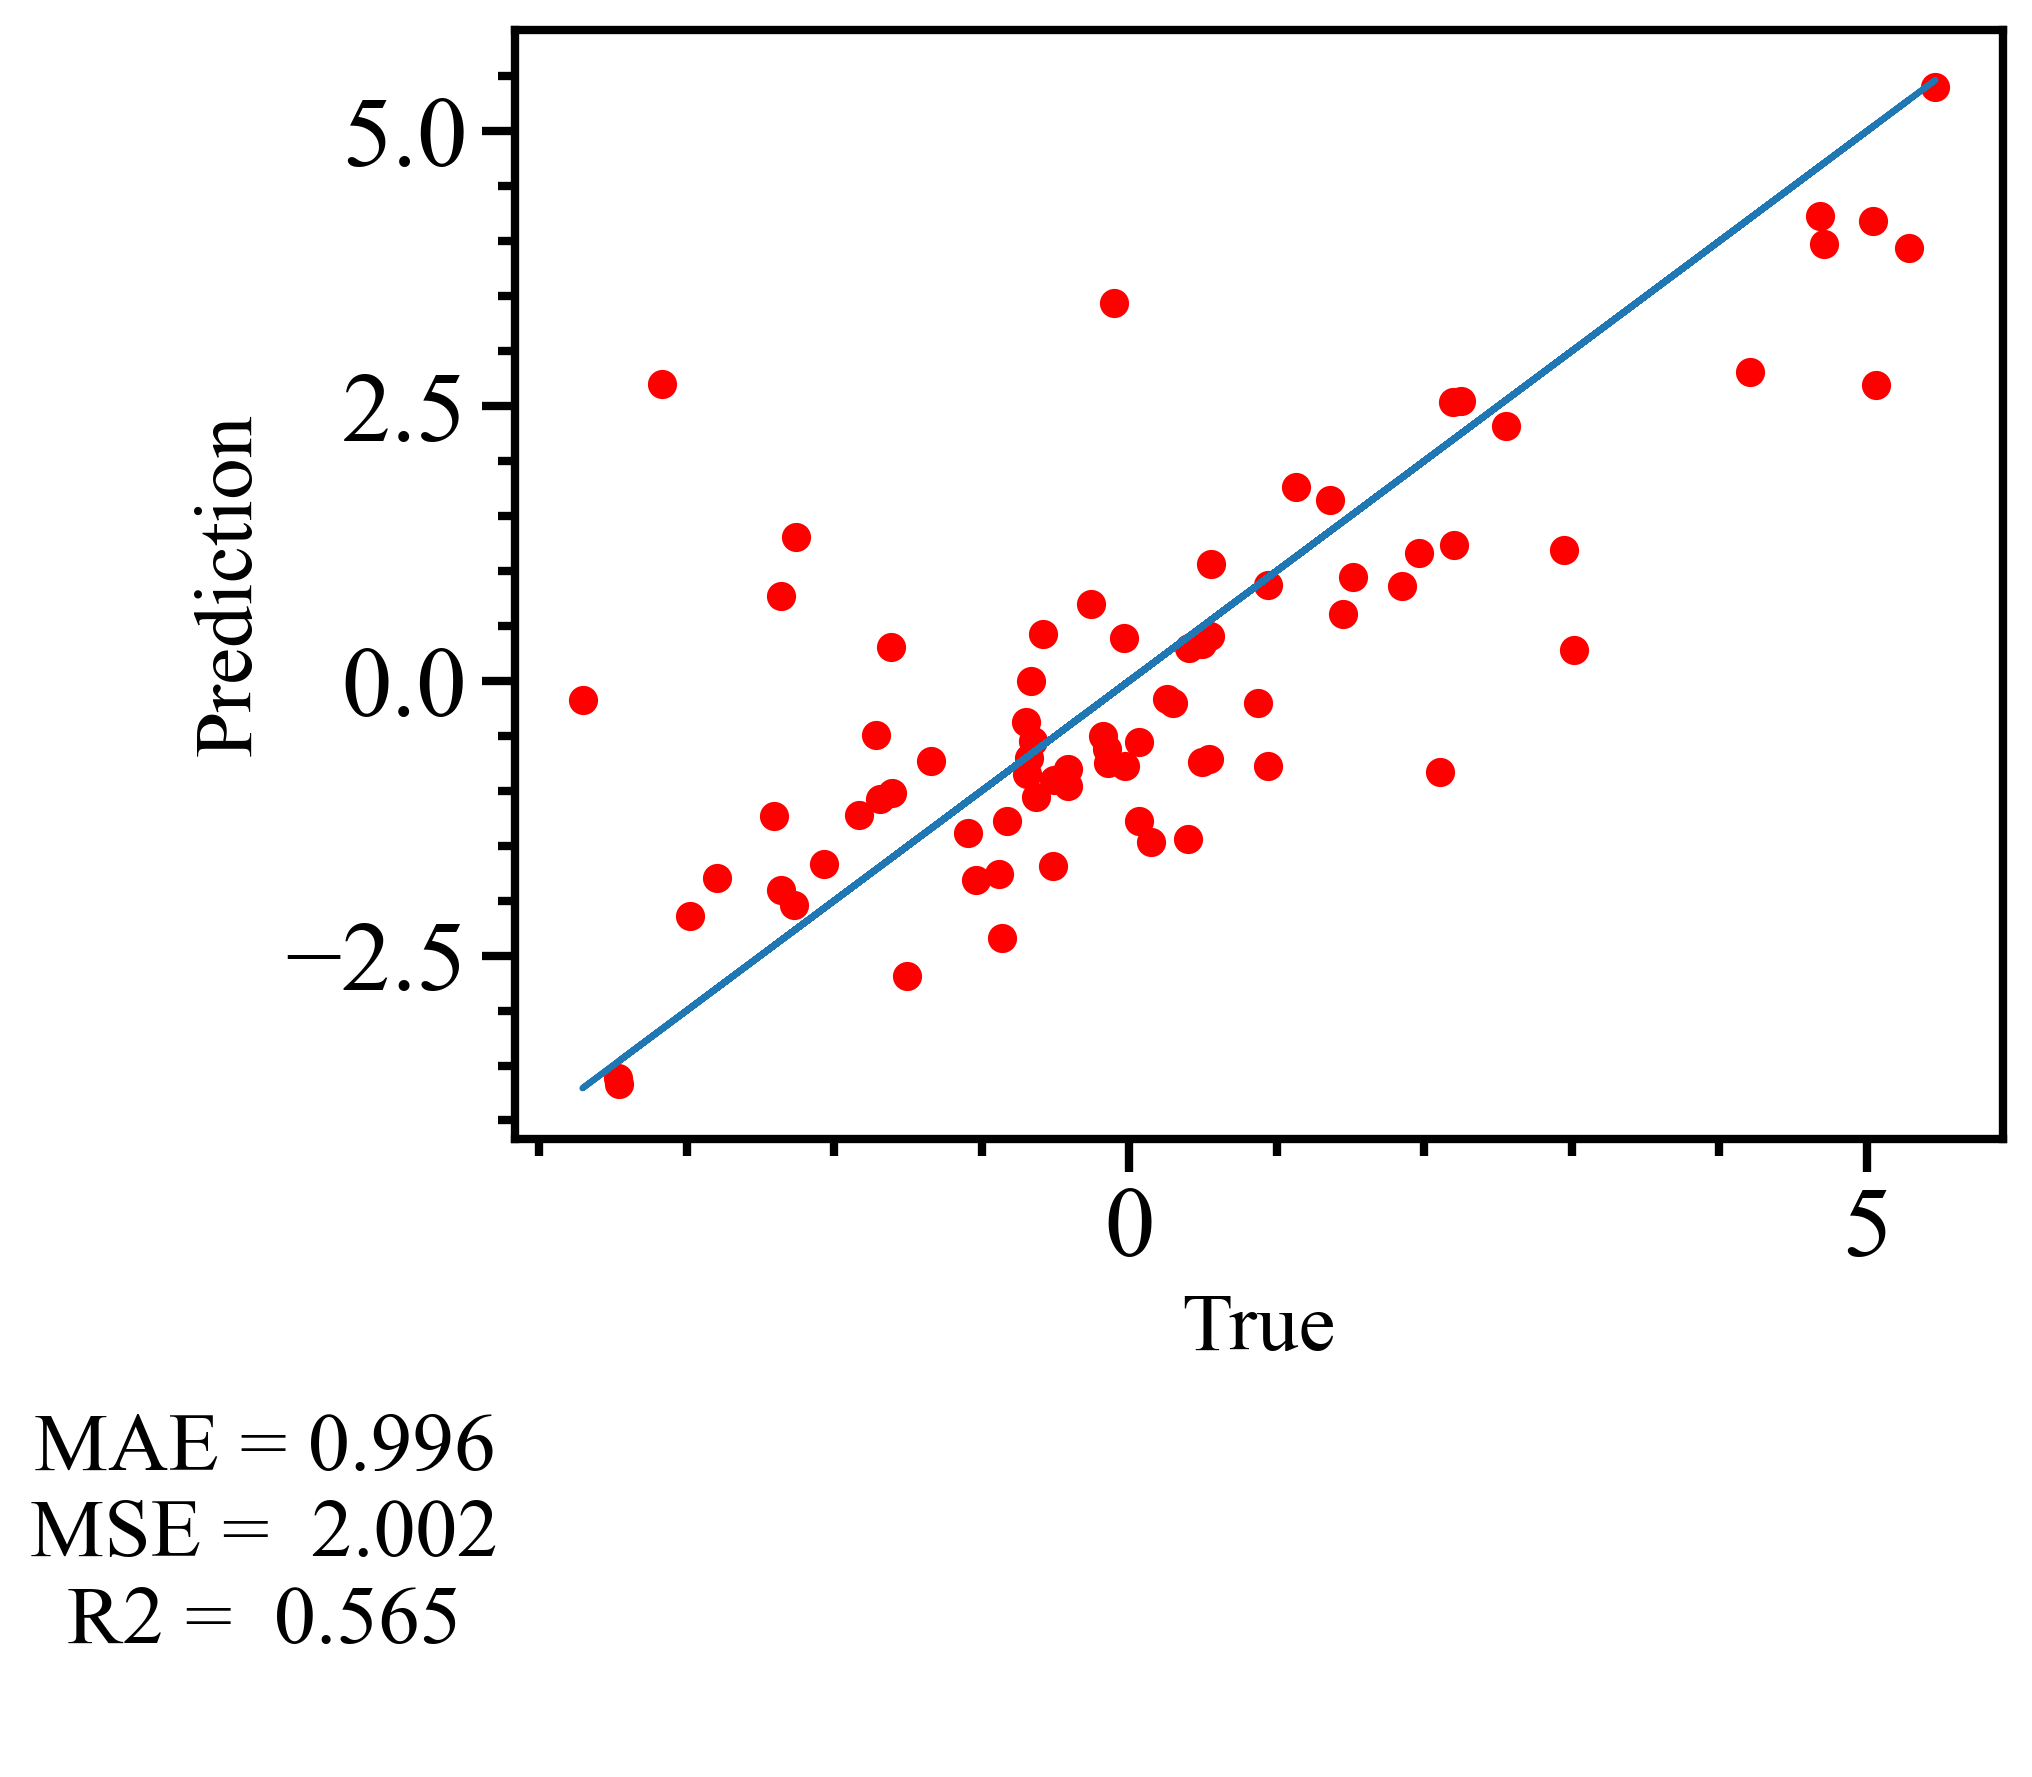 5.0
2.5
0.0
−2.5
Prediction
0 5
True
MAE = 0.996
MSE =  2.002
R2 =  0.565